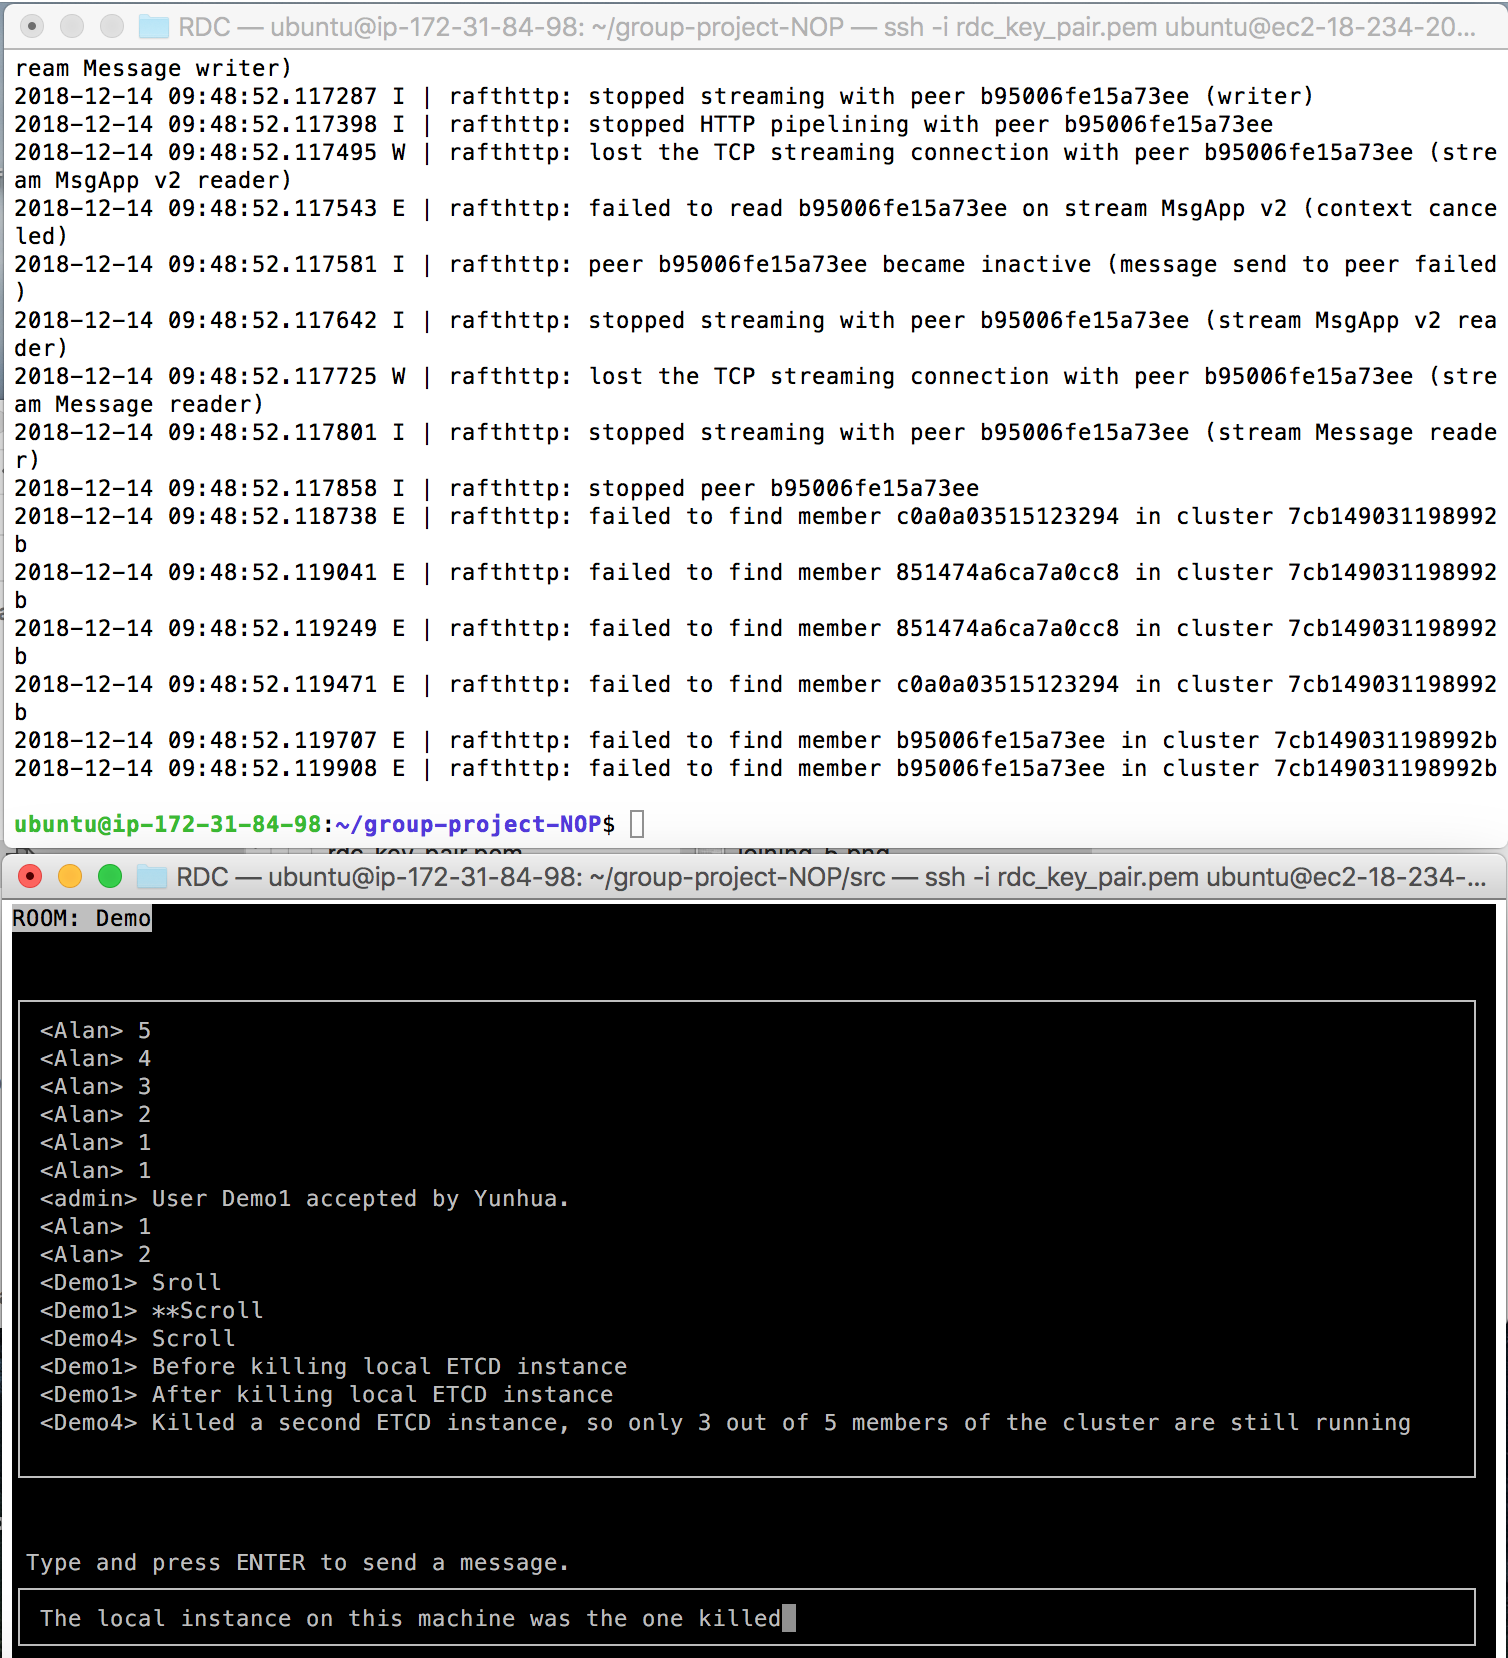 RDC — ubuntu@ip-172-31-84-98: ~/group-project-NOP — ssh -i rdc_key_pair.pem ubuntu@ec2-18-234-20...
ream Message writer)
2018-12-14 09:48:52.117287 I | rafthttp: stopped streaming with peer b95006fe15a73ee (writer)
2018-12-14 09:48:52.117398 I | rafthttp: stopped HTTP pipelining with peer b95006fe15a73ee
2018-12-14 09:48:52.117495 W | rafthttp: lost the TCP streaming connection with peer b95006fe15a73ee (stre
am MsgApp v2 reader)
2018-12-14 09:48:52.117543 E | rafthttp: failed to read b95006fe15a73ee on stream MsgApp v2 (context cance
led)
2018-12-14 09:48:52.117581 I | rafthttp: peer b95006fe15a73ee became inactive (message send to peer failed
)
2018-12-14 09:48:52.117642 I | rafthttp: stopped streaming with peer b95006fe15a73ee (stream MsgApp v2 rea
der)
2018-12-14 09:48:52.117725 W | rafthttp: lost the TCP streaming connection with peer b95006fe15a73ee (stre
am Message reader)
2018-12-14 09:48:52.117801 I | rafthttp: stopped streaming with peer b95006fe15a73ee (stream Message reade
r)
2018-12-14 09:48:52.117858 I | rafthttp: stopped peer b95006fe15a73ee
2018-12-14 09:48:52.118738 E | rafthttp: failed to find member c0a0a03515123294 in cluster 7cb149031198992
b
2018-12-14 09:48:52.119041 E | rafthttp: failed to find member 851474a6ca7a0cc8 in cluster 7cb149031198992
b
2018-12-14 09:48:52.119249 E | rafthttp: failed to find member 851474a6ca7a0cc8 in cluster 7cb149031198992
b
2018-12-14 09:48:52.119471 E | rafthttp: failed to find member c0a0a03515123294 in cluster 7cb149031198992
b
2018-12-14 09:48:52.119707 E | rafthttp: failed to find member b95006fe15a73ee in cluster 7cb149031198992b
2018-12-14 09:48:52.119908 E | rafthttp: failed to find member b95006fe15a73ee in cluster 7cb149031198992b
ubuntu@ip-172-31-84-98:~/group-project-NOP$
rdc_key_pair.pem
RDC — ubuntu@ip-172-31-84-98: ~/group-project-NOP/src — ssh -i rdc_key_pair.pem ubuntu@ec2-18-234-...
ROOM: Demo
<Alan> 5
<Alan> 4
<Alan> 3
<Alan> 2
<Alan> 1
<Alan> 1
<admin> User Demo1 accepted by Yunhua.
<Alan> 1
<Alan> 2
<Demo1> Sroll
<Demo1> **Scroll
<Demo4> Scroll
<Demo1> Before killing local ETCD instance
<Demo1> After killing local ETCD instance
<Demo4> Killed a second ETCD instance, so only 3 out of 5 members of the cluster are still running
Type and press ENTER to send a message.
The local instance on this machine was the one killed